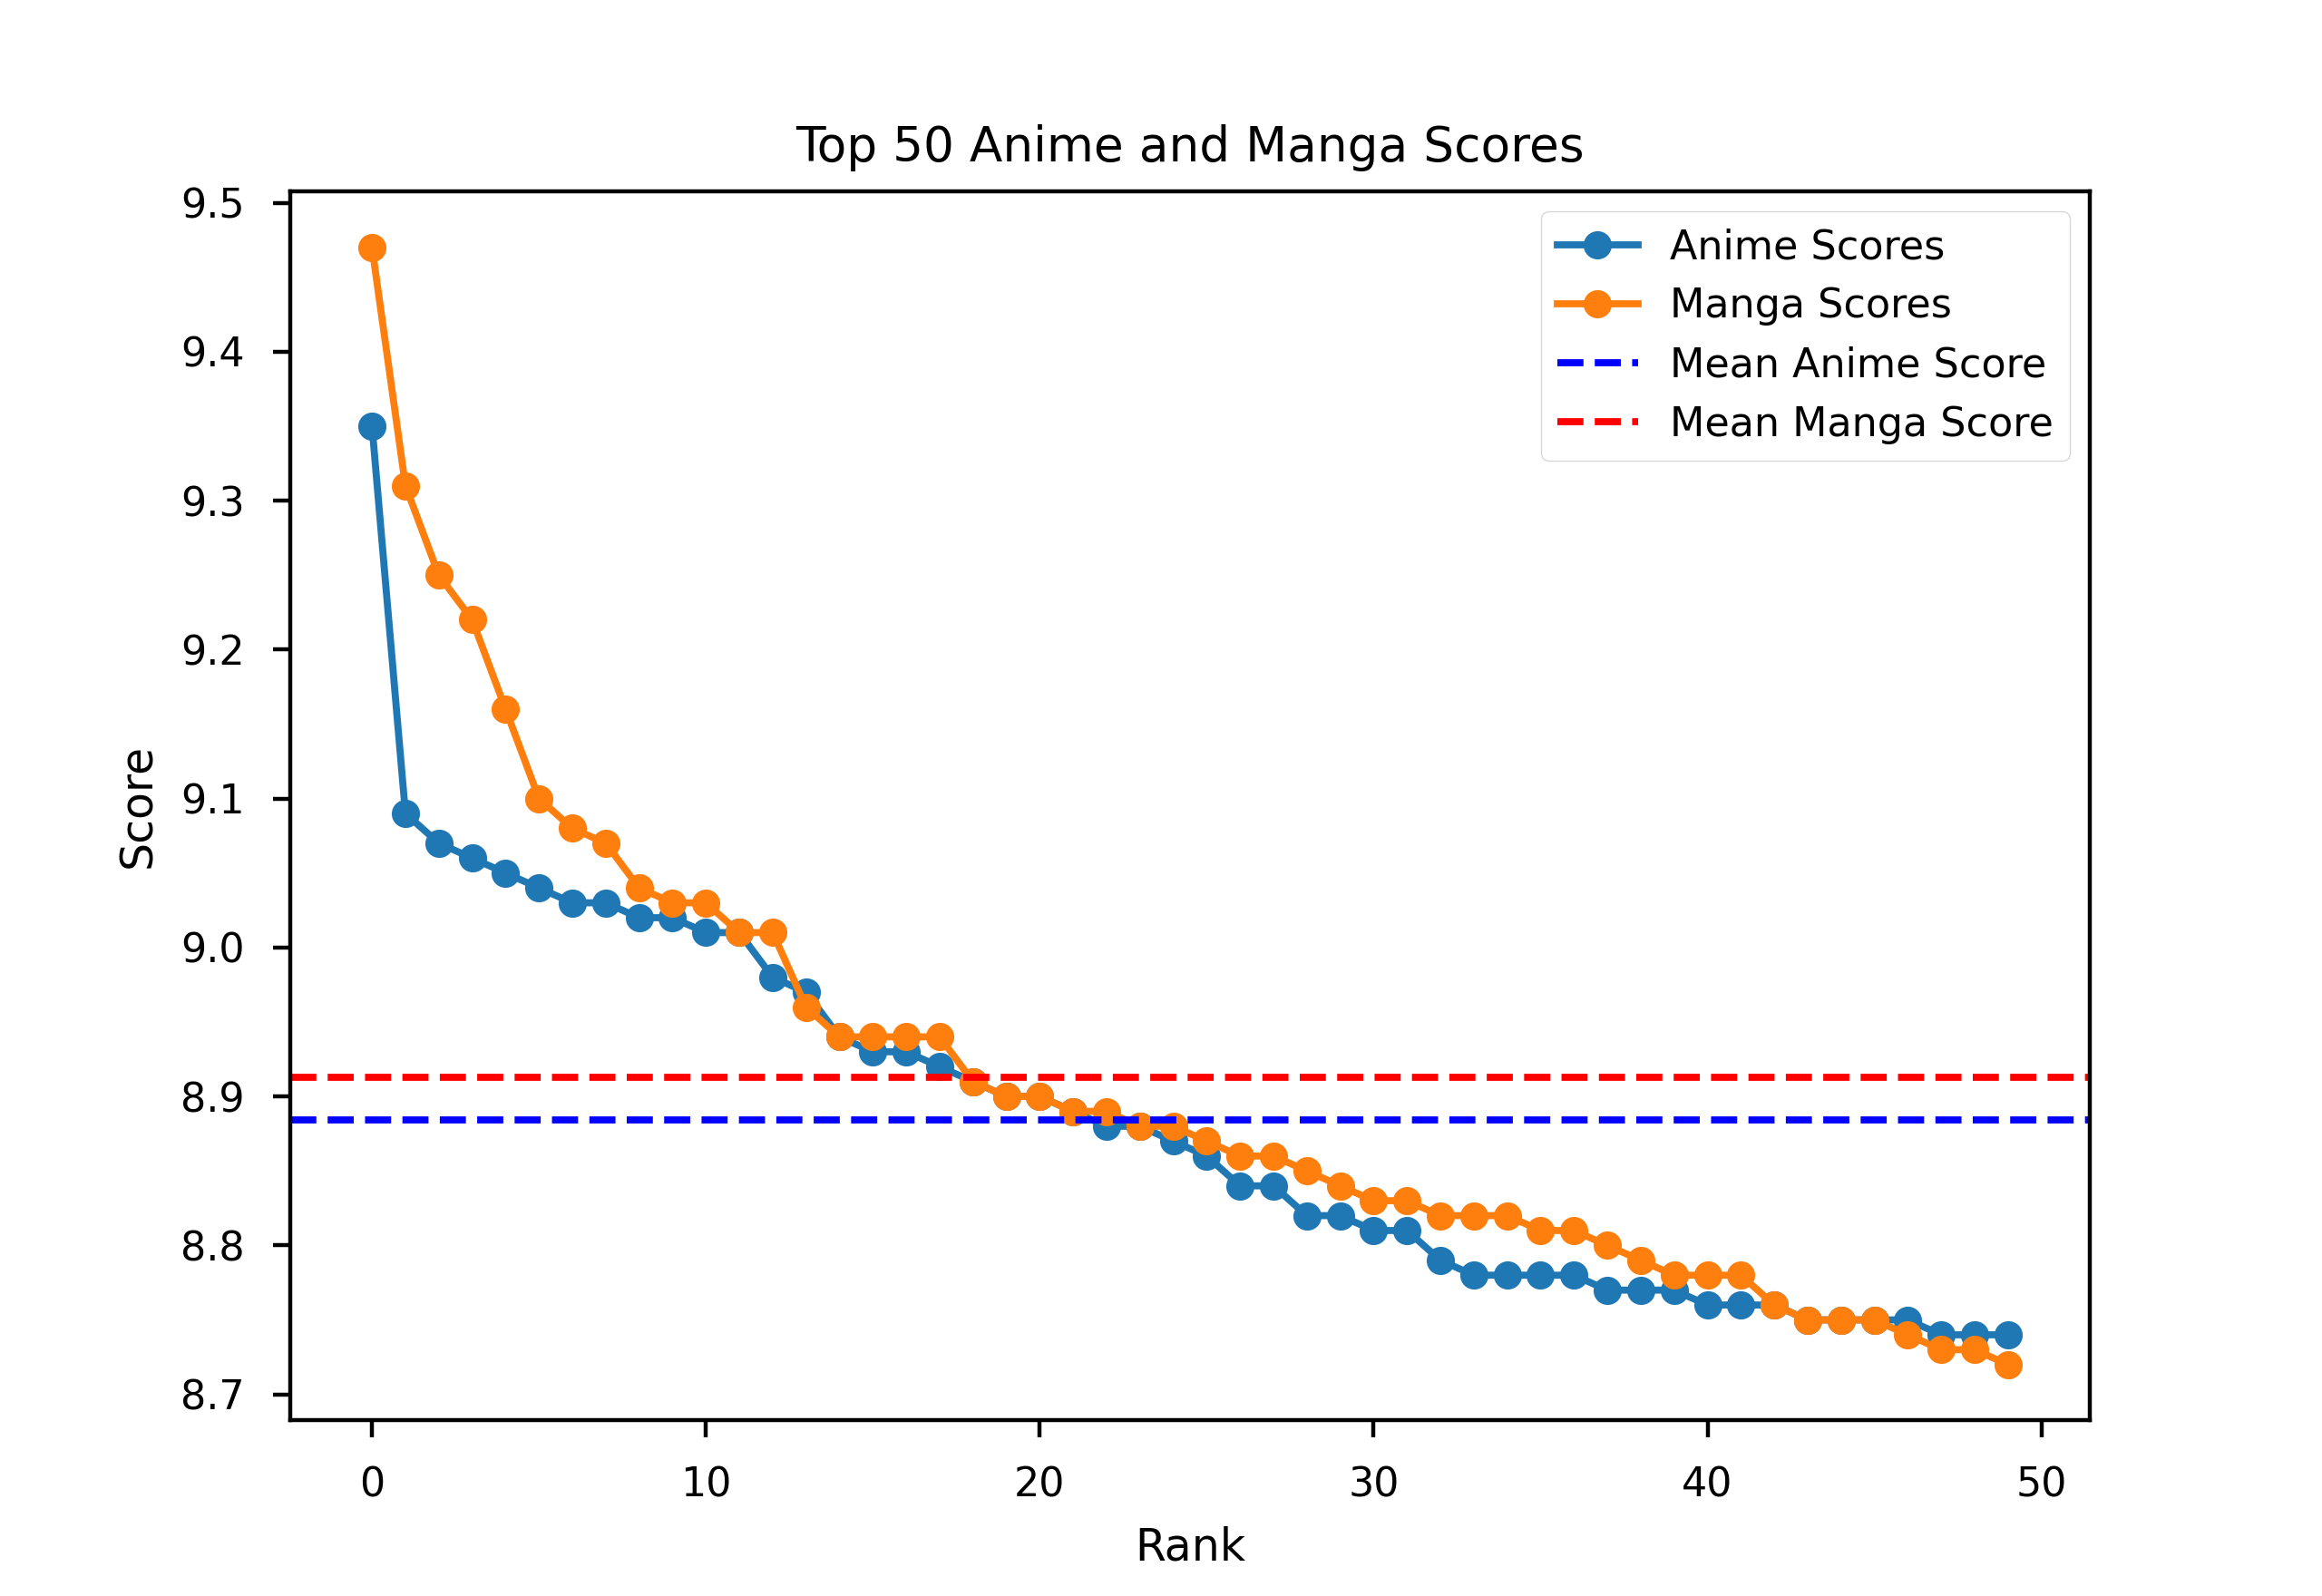 Top 50 Anime and Manga Scores
9.5
9.4
9.3
9.2
9.1
9.0
8.9
8.8
8.7
Score
Anime Scores
Manga Scores
Mean Anime Score
Mean Manga Score
0 10 20 30 40 50
Rank